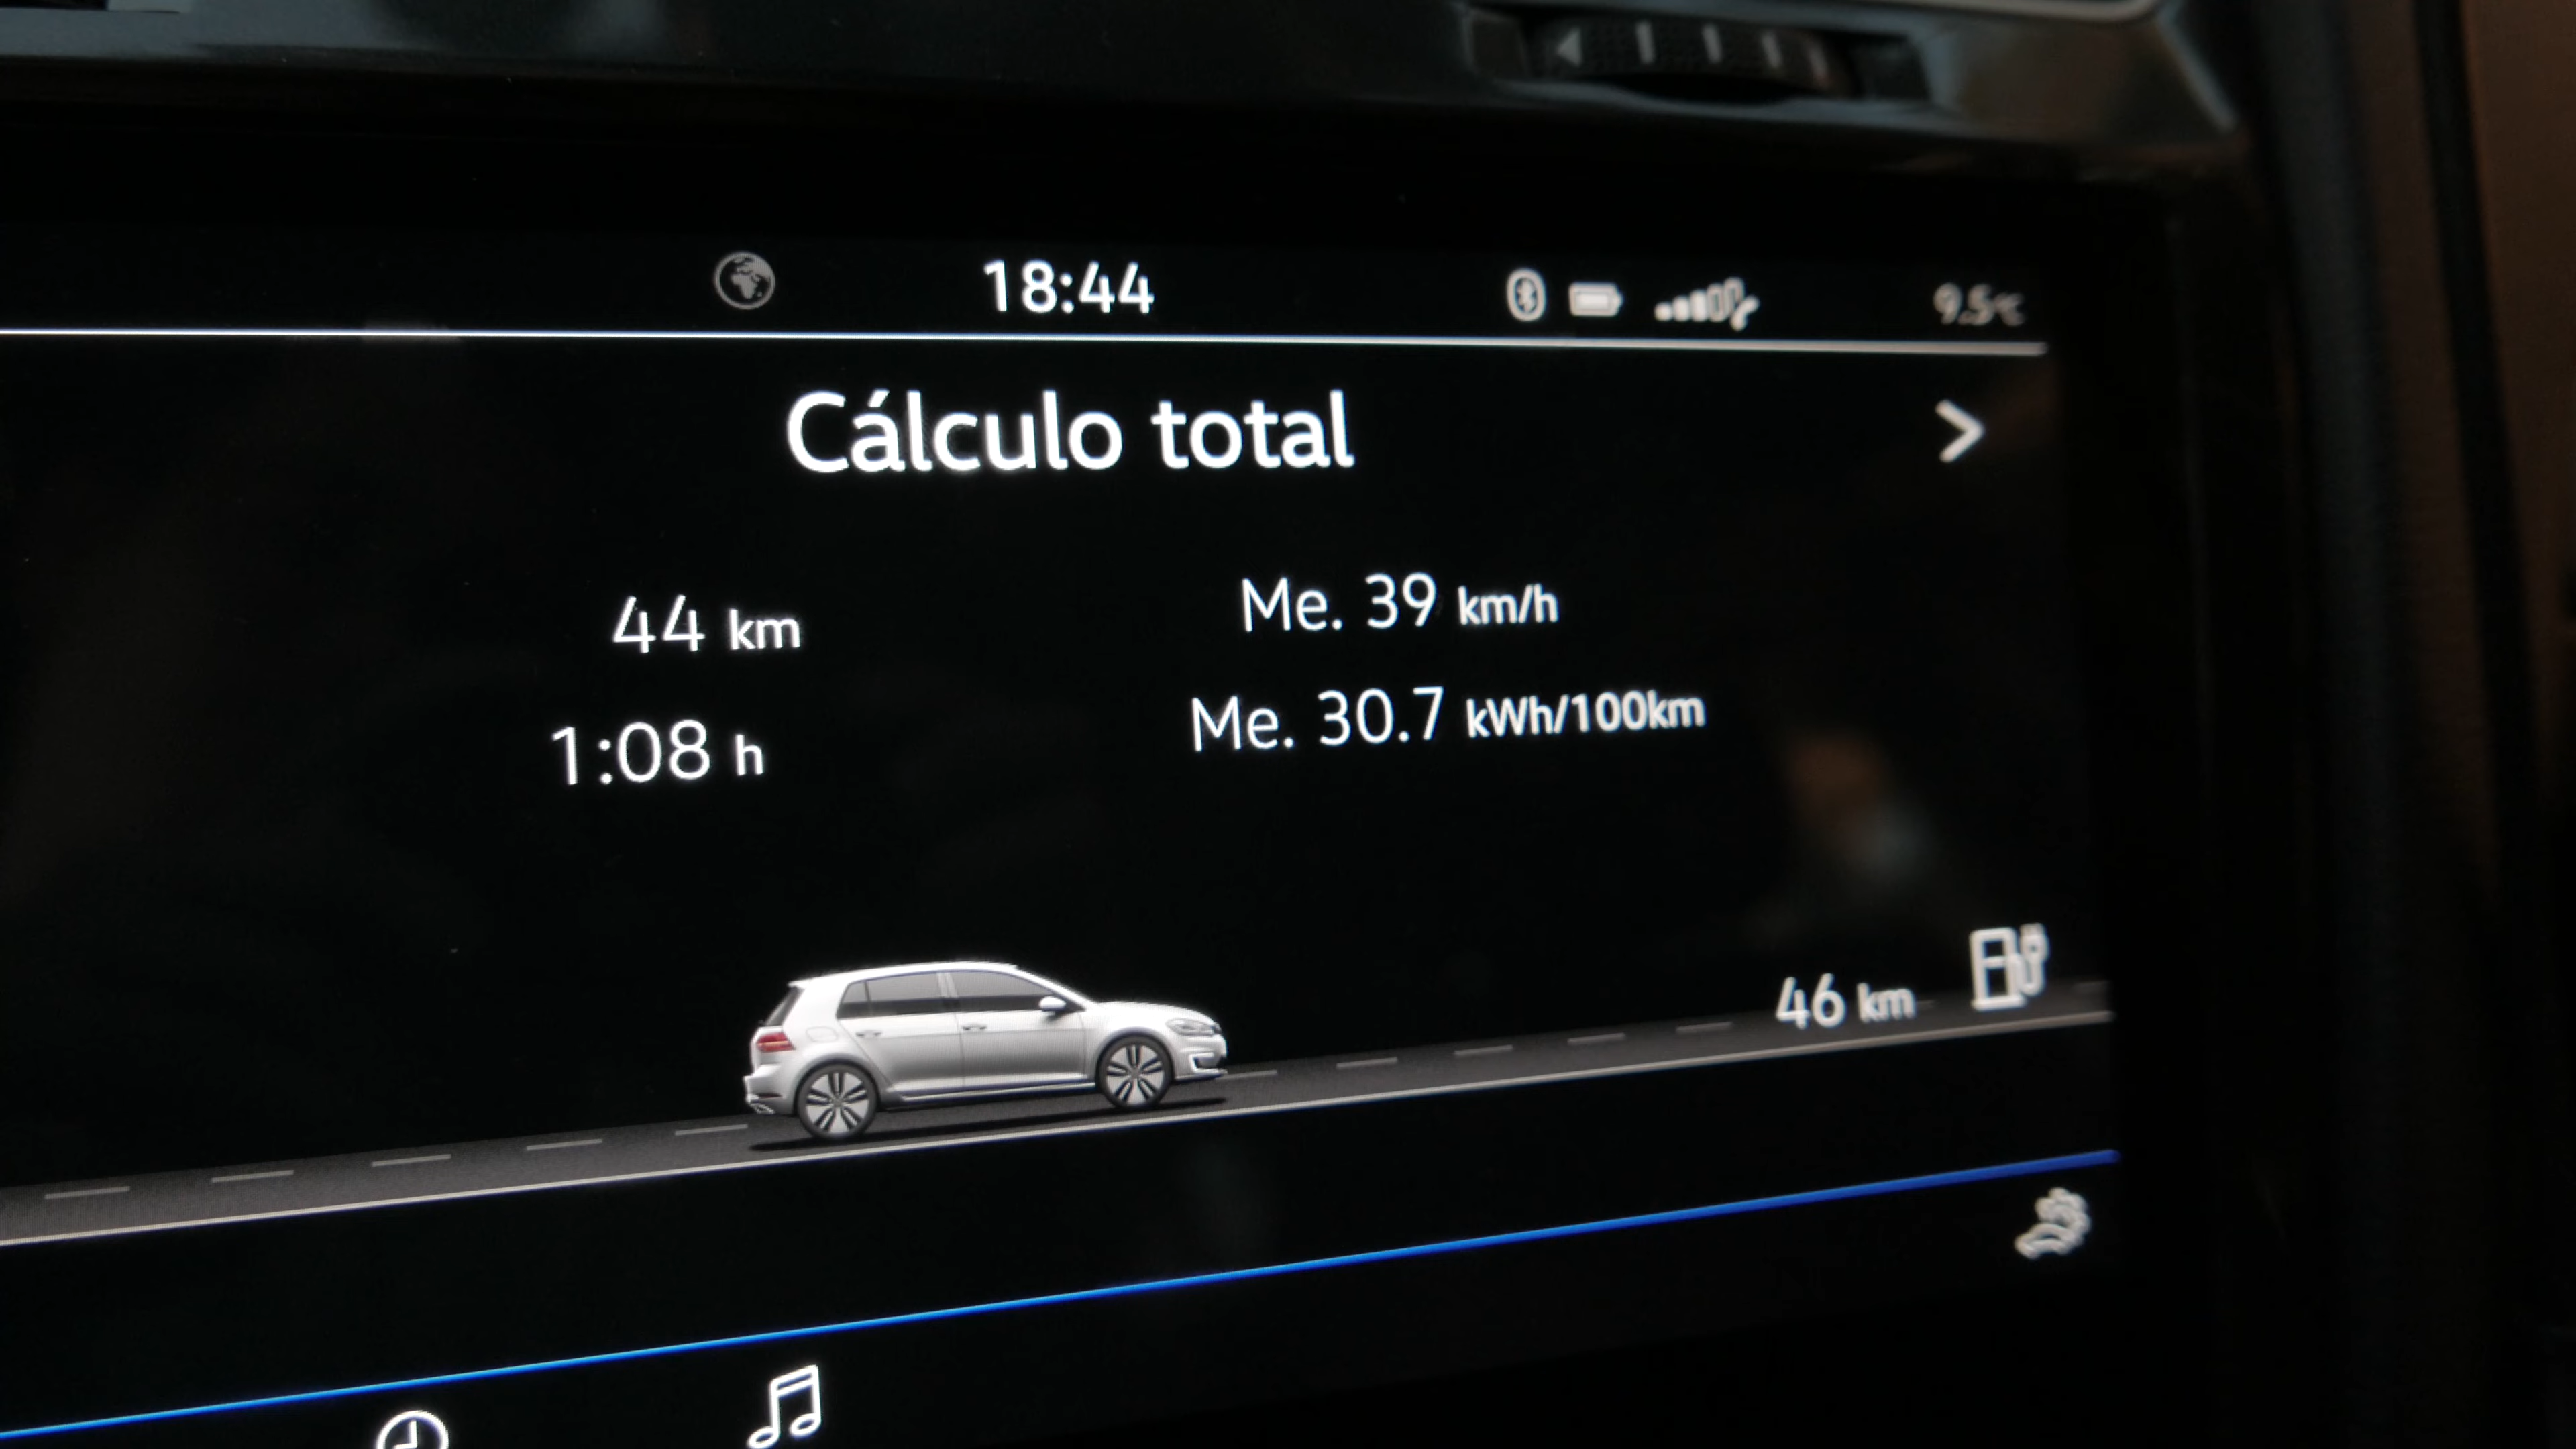 18:44
9.5°C
Cálculo total
44 km
Me. 39 km/h
1:08 h
Me. 30.7 kWh/100km
46 km